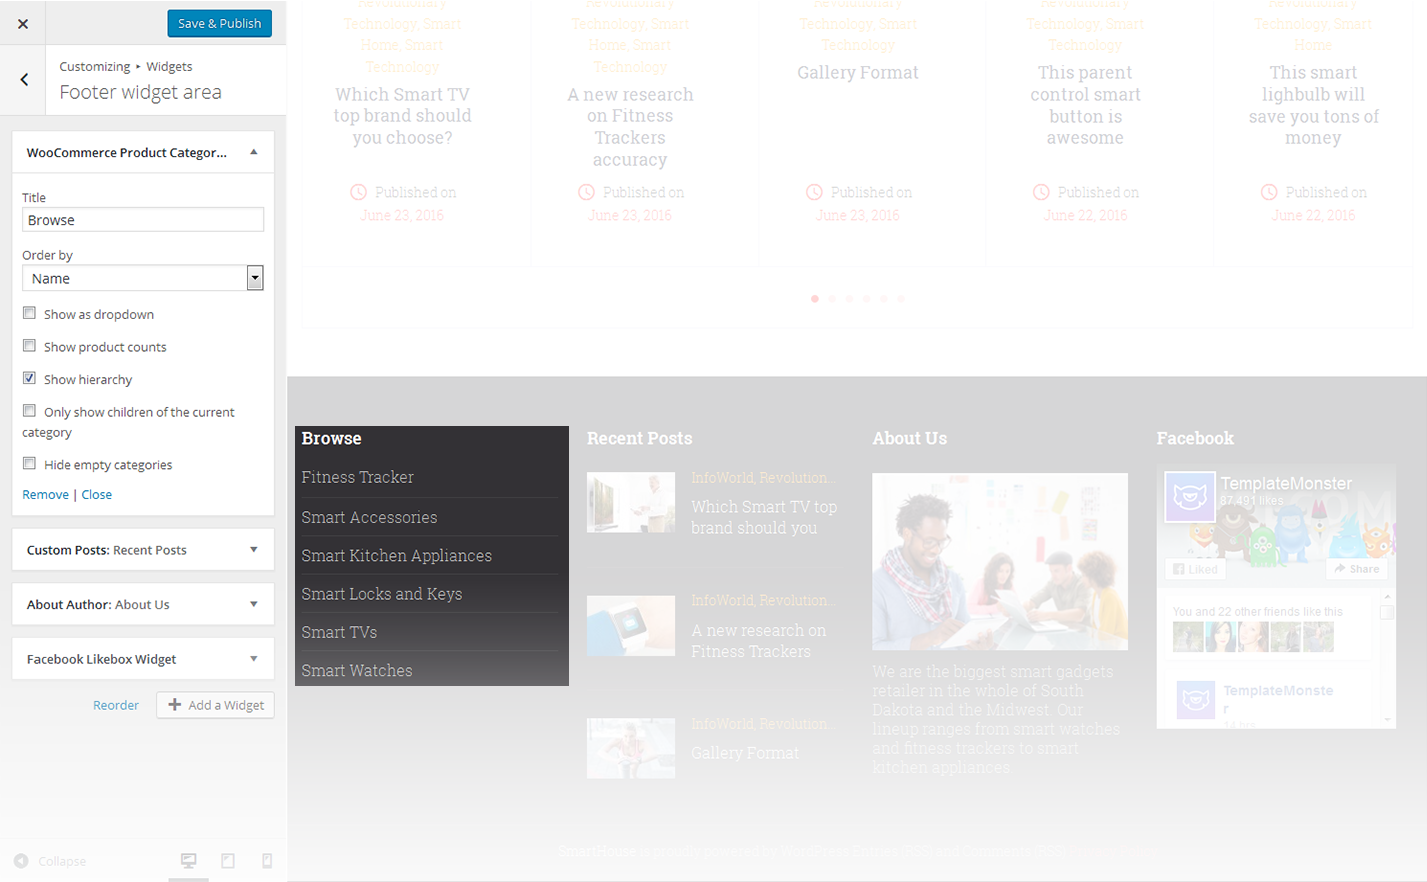 Save & Publish
Customizing ▸ Widgets
Footer widget area
WooCommerce Product Categor...
Title
Browse
Order by
Name
Show as dropdown
Show product counts
Show hierarchy
Only show children of the current
category
Hide empty categories
Remove | Close
Custom Posts: Recent Posts
About Author: About Us
Facebook Likebox Widget
Reorder
Add a Widget
Collapse
Revolutionary
Technology, Smart
Home, Smart
Technology
Which Smart TV
top brand should
you choose?
Published on
June 23, 2016
Revolutionary
Technology, Smart
Home, Smart
Technology
A new research
on Fitness
Trackers
accuracy
Published on
June 23, 2016
Revolutionary
Technology, Smart
Technology
Gallery Format
Published on
June 23, 2016
Revolutionary
Technology, Smart
Technology
This parent
control smart
button is
awesome
Published on
June 22, 2016
Revolutionary
Technology, Smart
Home
This smart
lighbulb will
save you tons of
money
Published on
June 22, 2016
Browse
Fitness Tracker
Smart Accessories
Smart Kitchen Appliances
Smart Locks and Keys
Smart TVs
Smart Watches
Recent Posts
InfoWorld, Revolution...
Which Smart TV top
brand should you
InfoWorld, Revolution...
A new research on
Fitness Trackers
InfoWorld, Revolution...
Gallery Format
About Us
We are the biggest smart gadgets
retailer in the whole of South
Dakota and the Midwest. Our
lineup ranges from smart watches
and fitness trackers to smart
kitchen appliances
Facebook
TemplateMonster
87,491 likes
Liked
Share
You and 22 other friends like this
TemplateMonste
r
14 hrs
SmartHouse is proudly powered by WordPress Entries (RSS) and Comments (RSS)